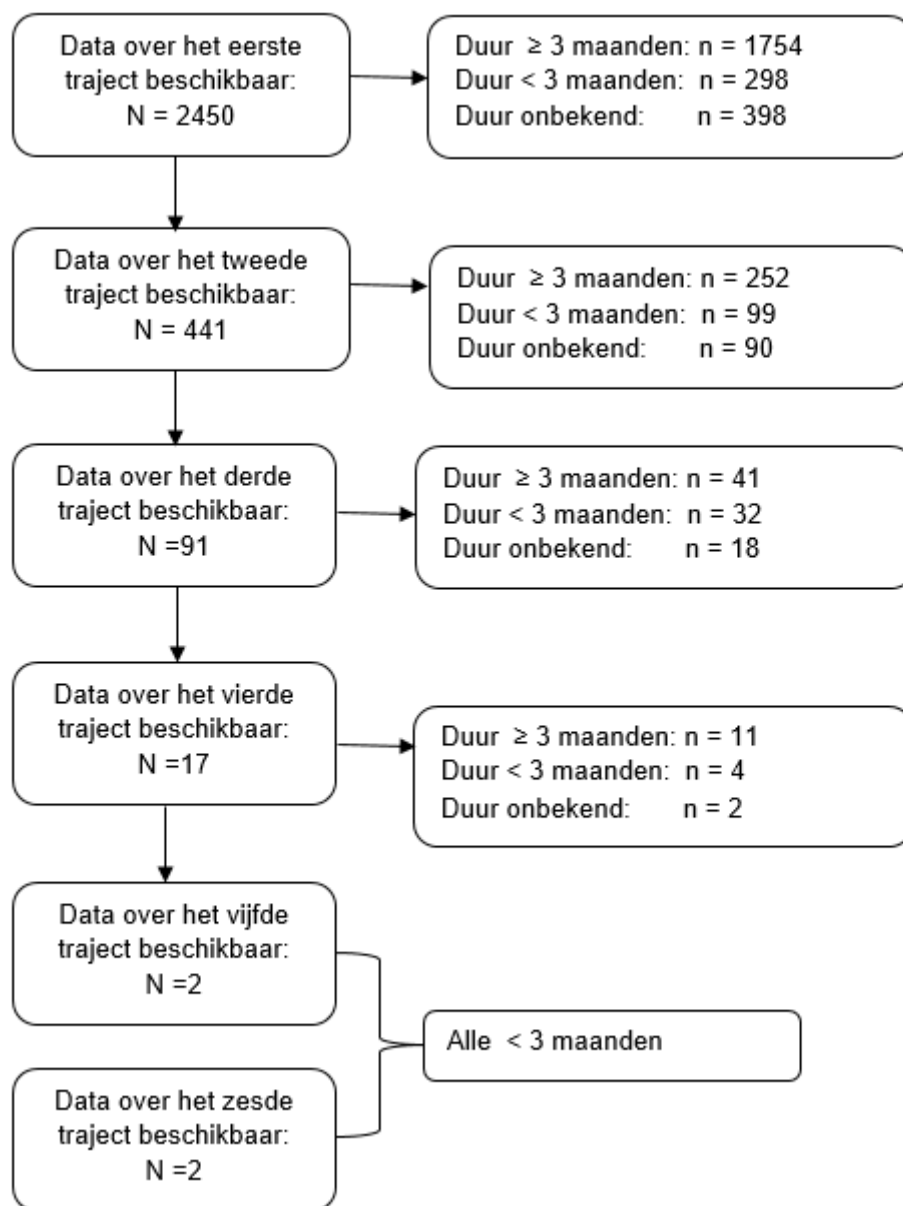 Data over het eerste
traject beschikbaar:
N = 2450
Duur ≥ 3 maanden: n = 1754
Duur < 3 maanden: n = 298
Duur onbekend: n = 398
Data over het tweede
traject beschikbaar:
N = 441
Duur ≥ 3 maanden: n = 252
Duur < 3 maanden: n = 99
Duur onbekend: n = 90
Data over het derde
traject beschikbaar:
N =91
Duur ≥ 3 maanden: n = 41
Duur < 3 maanden: n = 32
Duur onbekend: n = 18
Data over het vierde
traject beschikbaar:
N =17
Duur ≥ 3 maanden: n = 11
Duur < 3 maanden: n = 4
Duur onbekend: n = 2
Data over het vijfde
traject beschikbaar:
N =2
Alle < 3 maanden
Data over het zesde
traject beschikbaar:
N =2